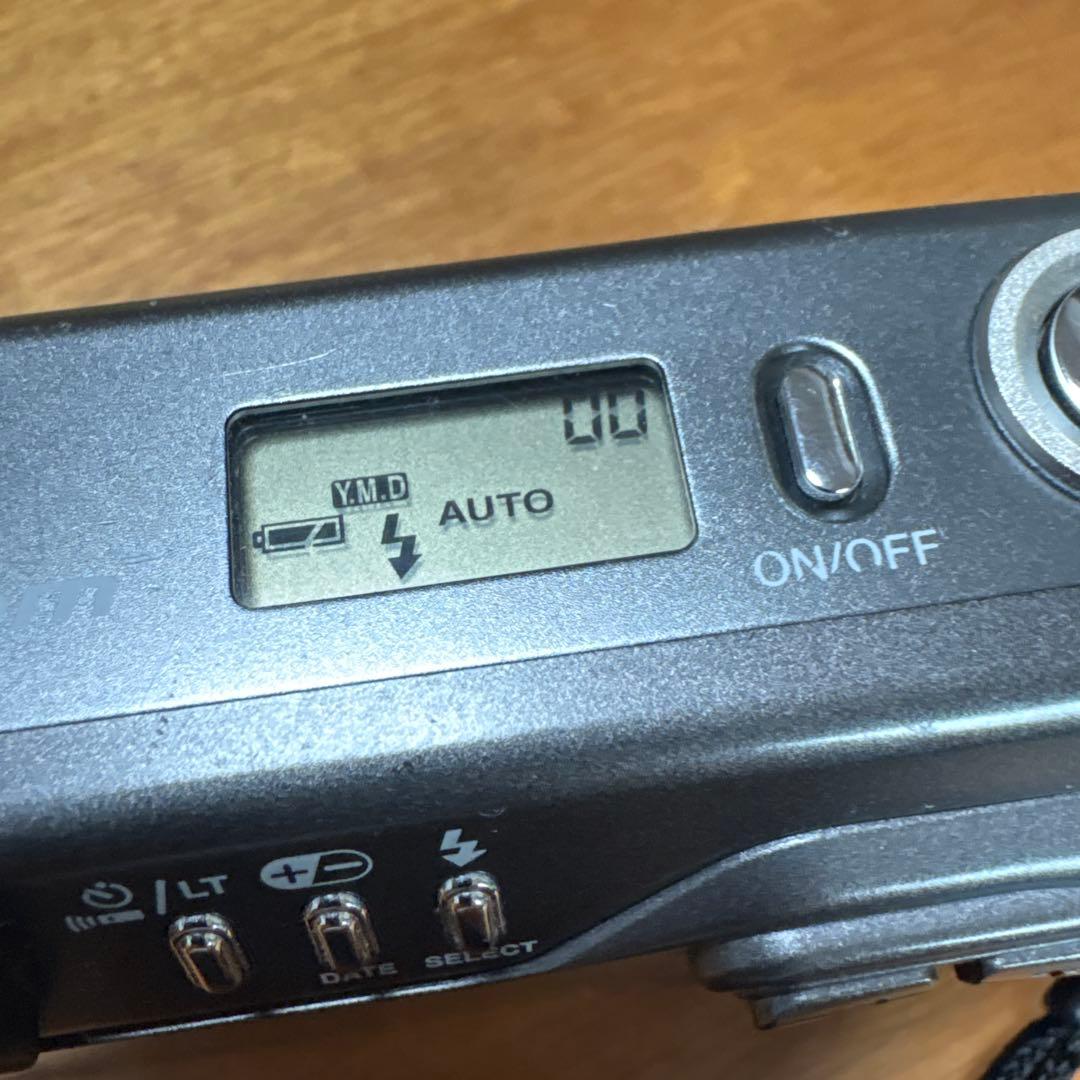 00
Y.M.D
AUTO
ON/OFF
m
/LT
+ −
DATE
SELECT